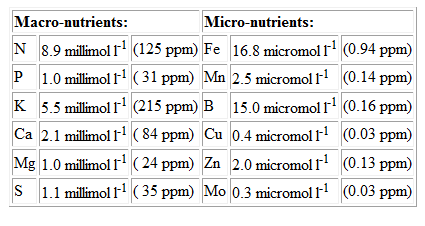 Macro-nutrients: Micro-nutrients:
N 8.9 millimol l-1 (125 ppm) Fe 16.8 micromol l-1 (0.94 ppm)
P 1.0 millimol l-1 ( 31 ppm) Mn 2.5 micromol l-1 (0.14 ppm)
K 5.5 millimol l-1 (215 ppm) B 15.0 micromol l-1 (0.16 ppm)
Ca 2.1 millimol l-1 ( 84 ppm) Cu 0.4 micromol l-1 (0.03 ppm)
Mg 1.0 millimol l-1 ( 24 ppm) Zn 2.0 micromol l-1 (0.13 ppm)
S 1.1 millimol l-1 ( 35 ppm) Mo 0.3 micromol l-1 (0.03 ppm)